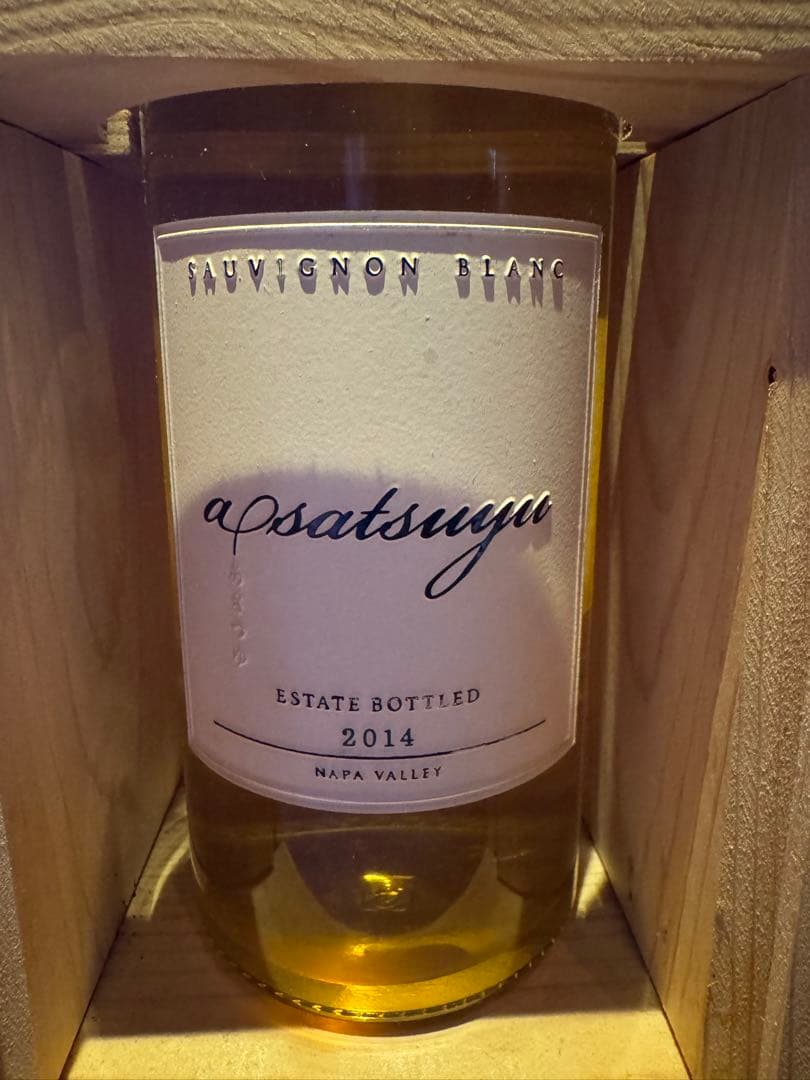 SAUVIGNON BLANC
asatsuyu
ESTATE BOTTLED
2014
NAPA VALLEY